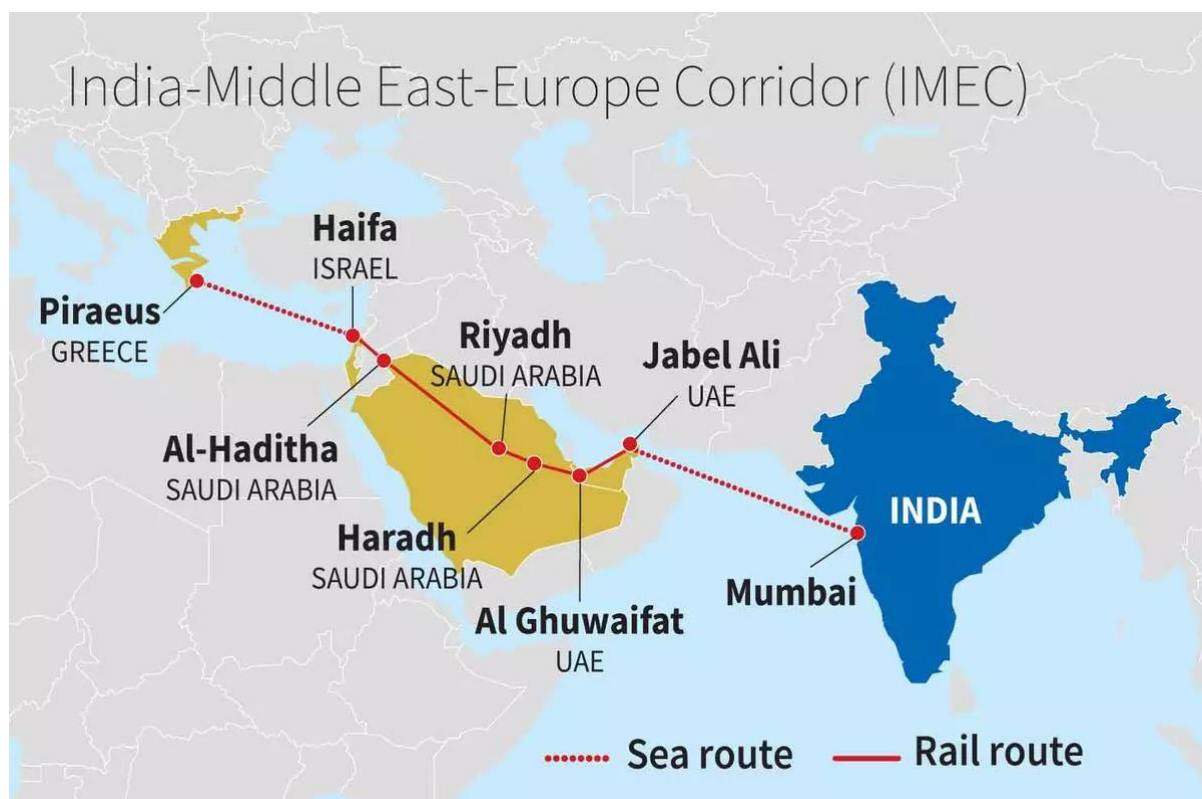 India-Middle East-Europe Corridor (IMEC)
Haifa
ISRAEL
Piraeus
GREECE
Riyadh
SAUDI ARABIA
Jabel Ali
UAE
Al-Haditha
SAUDI ARABIA
INDIA
Haradh
SAUDI ARABIA
Mumbai
Al Ghuwaifat
UAE
Sea route
Rail route